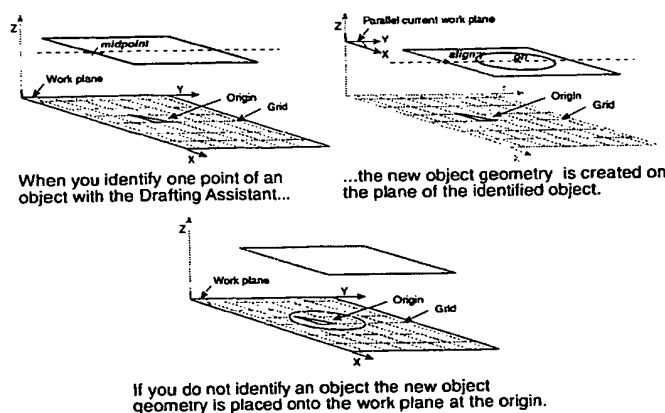 Z
midpoint
Work plane
Y
Origin
Grid
X
When you identify one point of an
object with the Drafting Assistant...
Z
Parallel current work plane
Y
X
align:Y
on
Origin
Grid
...the new object geometry is created on
the plane of the identified object.
Z
Work plane
Y
Origin
Grid
X
If you do not identify an object the new object
geometry is placed onto the work plane at the origin.